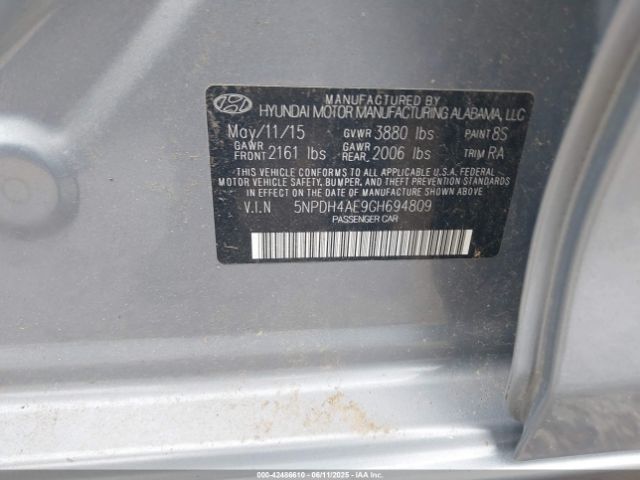 MANUFACTURED BY
HYUNDAI MOTOR MANUFACTURING ALABAMA, LLC
May/11/15 GVWR 3880 lbs PAINT 8S
GAWR FRONT 2161 lbs GAWR REAR 2006 lbs TRIM RA
THIS VEHICLE CONFORMS TO ALL APPLICABLE U.S.A. FEDERAL
MOTOR VEHICLE SAFETY, BUMPER, AND THEFT PREVENTION STANDARDS
IN EFFECT ON THE DATE OF MANUFACTURE SHOWN ABOVE.
V.I.N 5NPDH4AE9GH694809
PASSENGER CAR
000-42486610 - 06/11/2025 - IAAI. Copyright IAA, Inc.